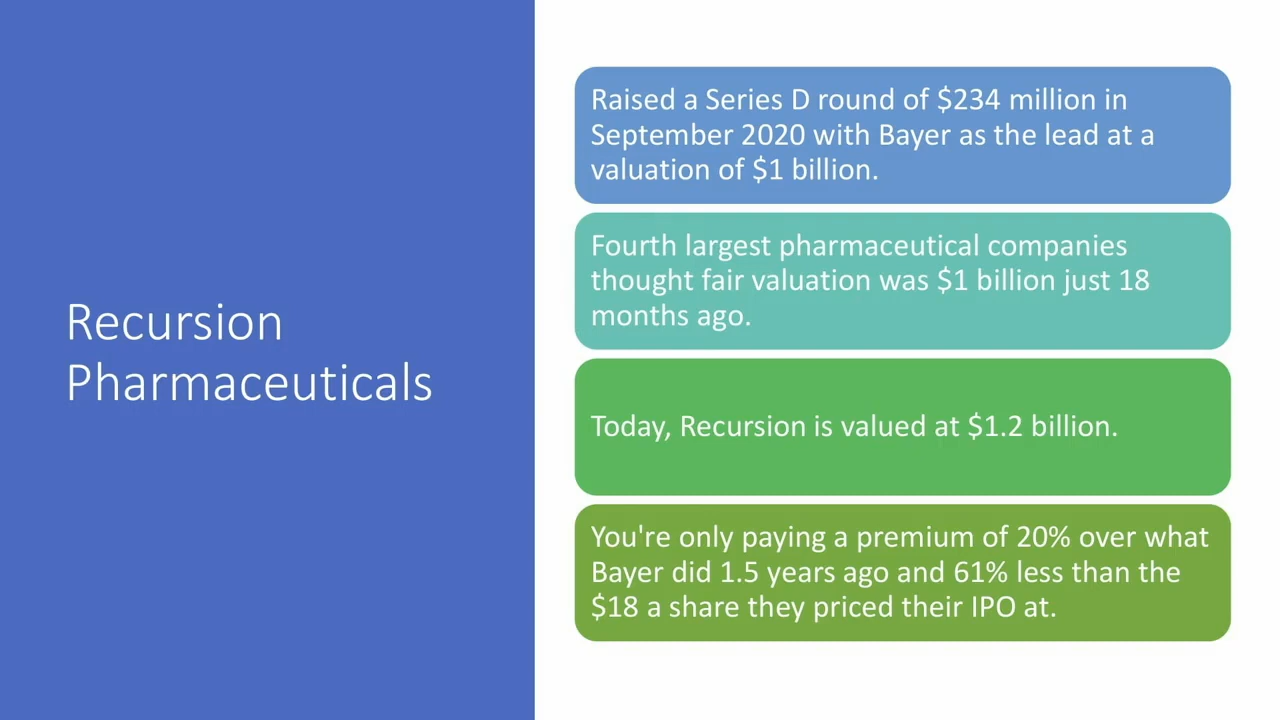 Recursion
Pharmaceuticals
Raised a Series D round of $234 million in
September 2020 with Bayer as the lead at a
valuation of $1 billion.
Fourth largest pharmaceutical companies
thought fair valuation was $1 billion just 18
months ago.
Today, Recursion is valued at $1.2 billion.
You're only paying a premium of 20% over what
Bayer did 1.5 years ago and 61% less than the
$18 a share they priced their IPO at.